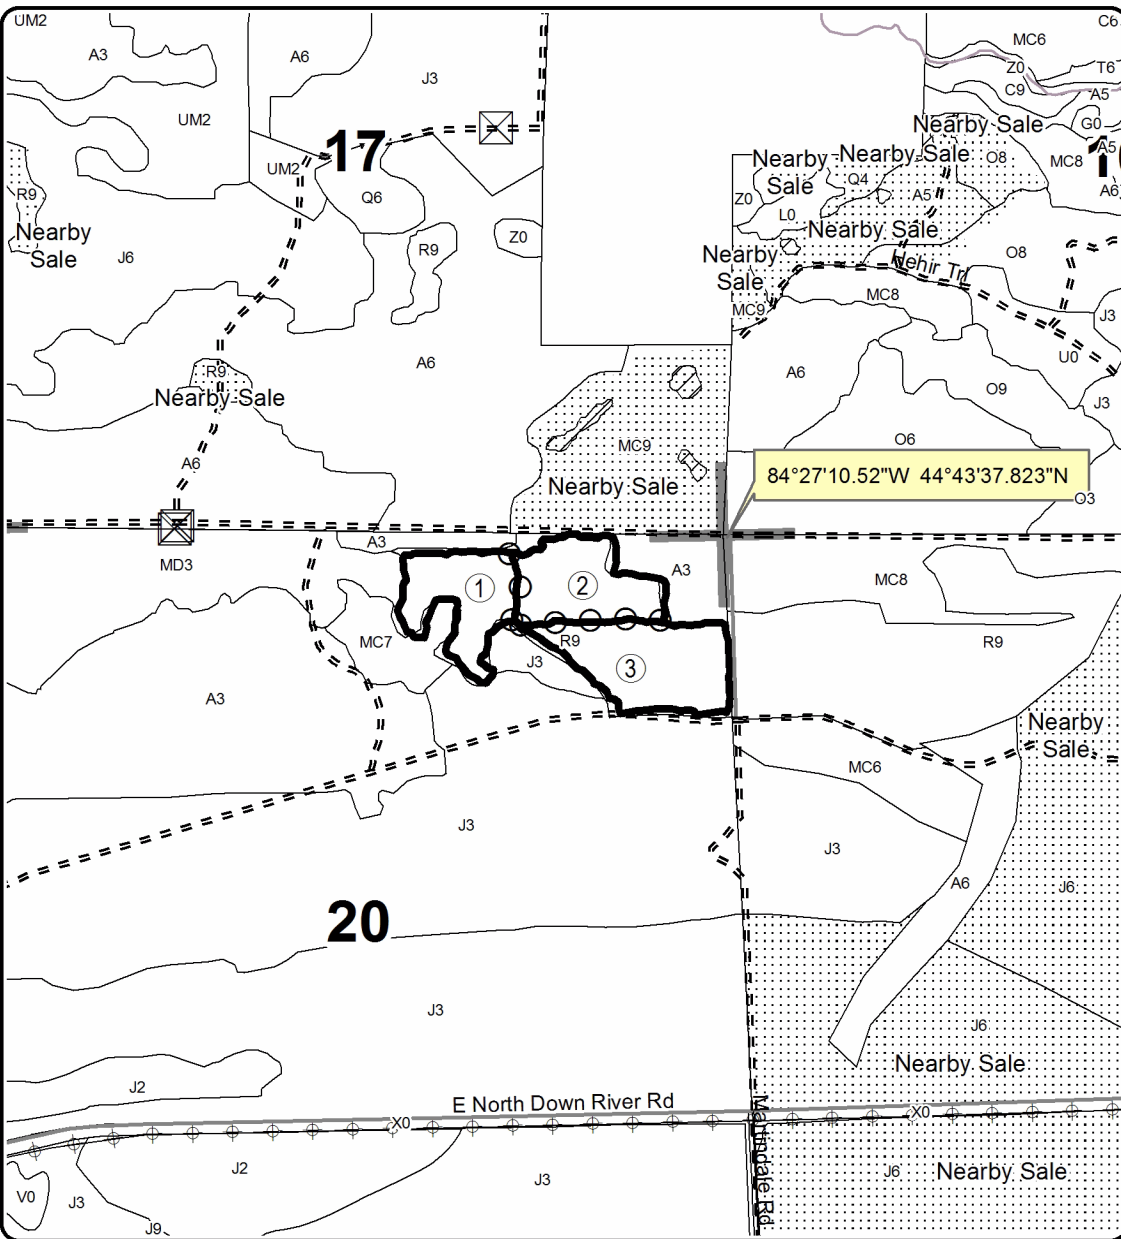 UM2
A3
A6
J3
UM2
17
UM2
Q6
R9
Nearby
Sale
J6
R9
Z0
A6
R9
Nearby Sale
A6
MC6
C6
Z0
T6
C9
A5
G0
Nearby Sale
A5
MC8
A6
Nearby
Sale
Nearby Sale
O8
Q4
A5
Z0
L0
Nearby Sale
Nearby
Sale
MC9
Hehir Trl
O8
MC8
J3
U0
A6
O9
J3
O6
MC9
Nearby Sale
84°27'10.52"W 44°43'37.823"N
O3
MD3
A3
1
2
A3
MC8
MC7
R9
J3
3
R9
A3
Nearby
Sale
MC6
J3
J3
A6
J6
20
J3
J6
Nearby Sale
J2
E North Down River Rd
X0
X0
Martindale Rd
J2
J3
J6
Nearby Sale
V0
J3
J9